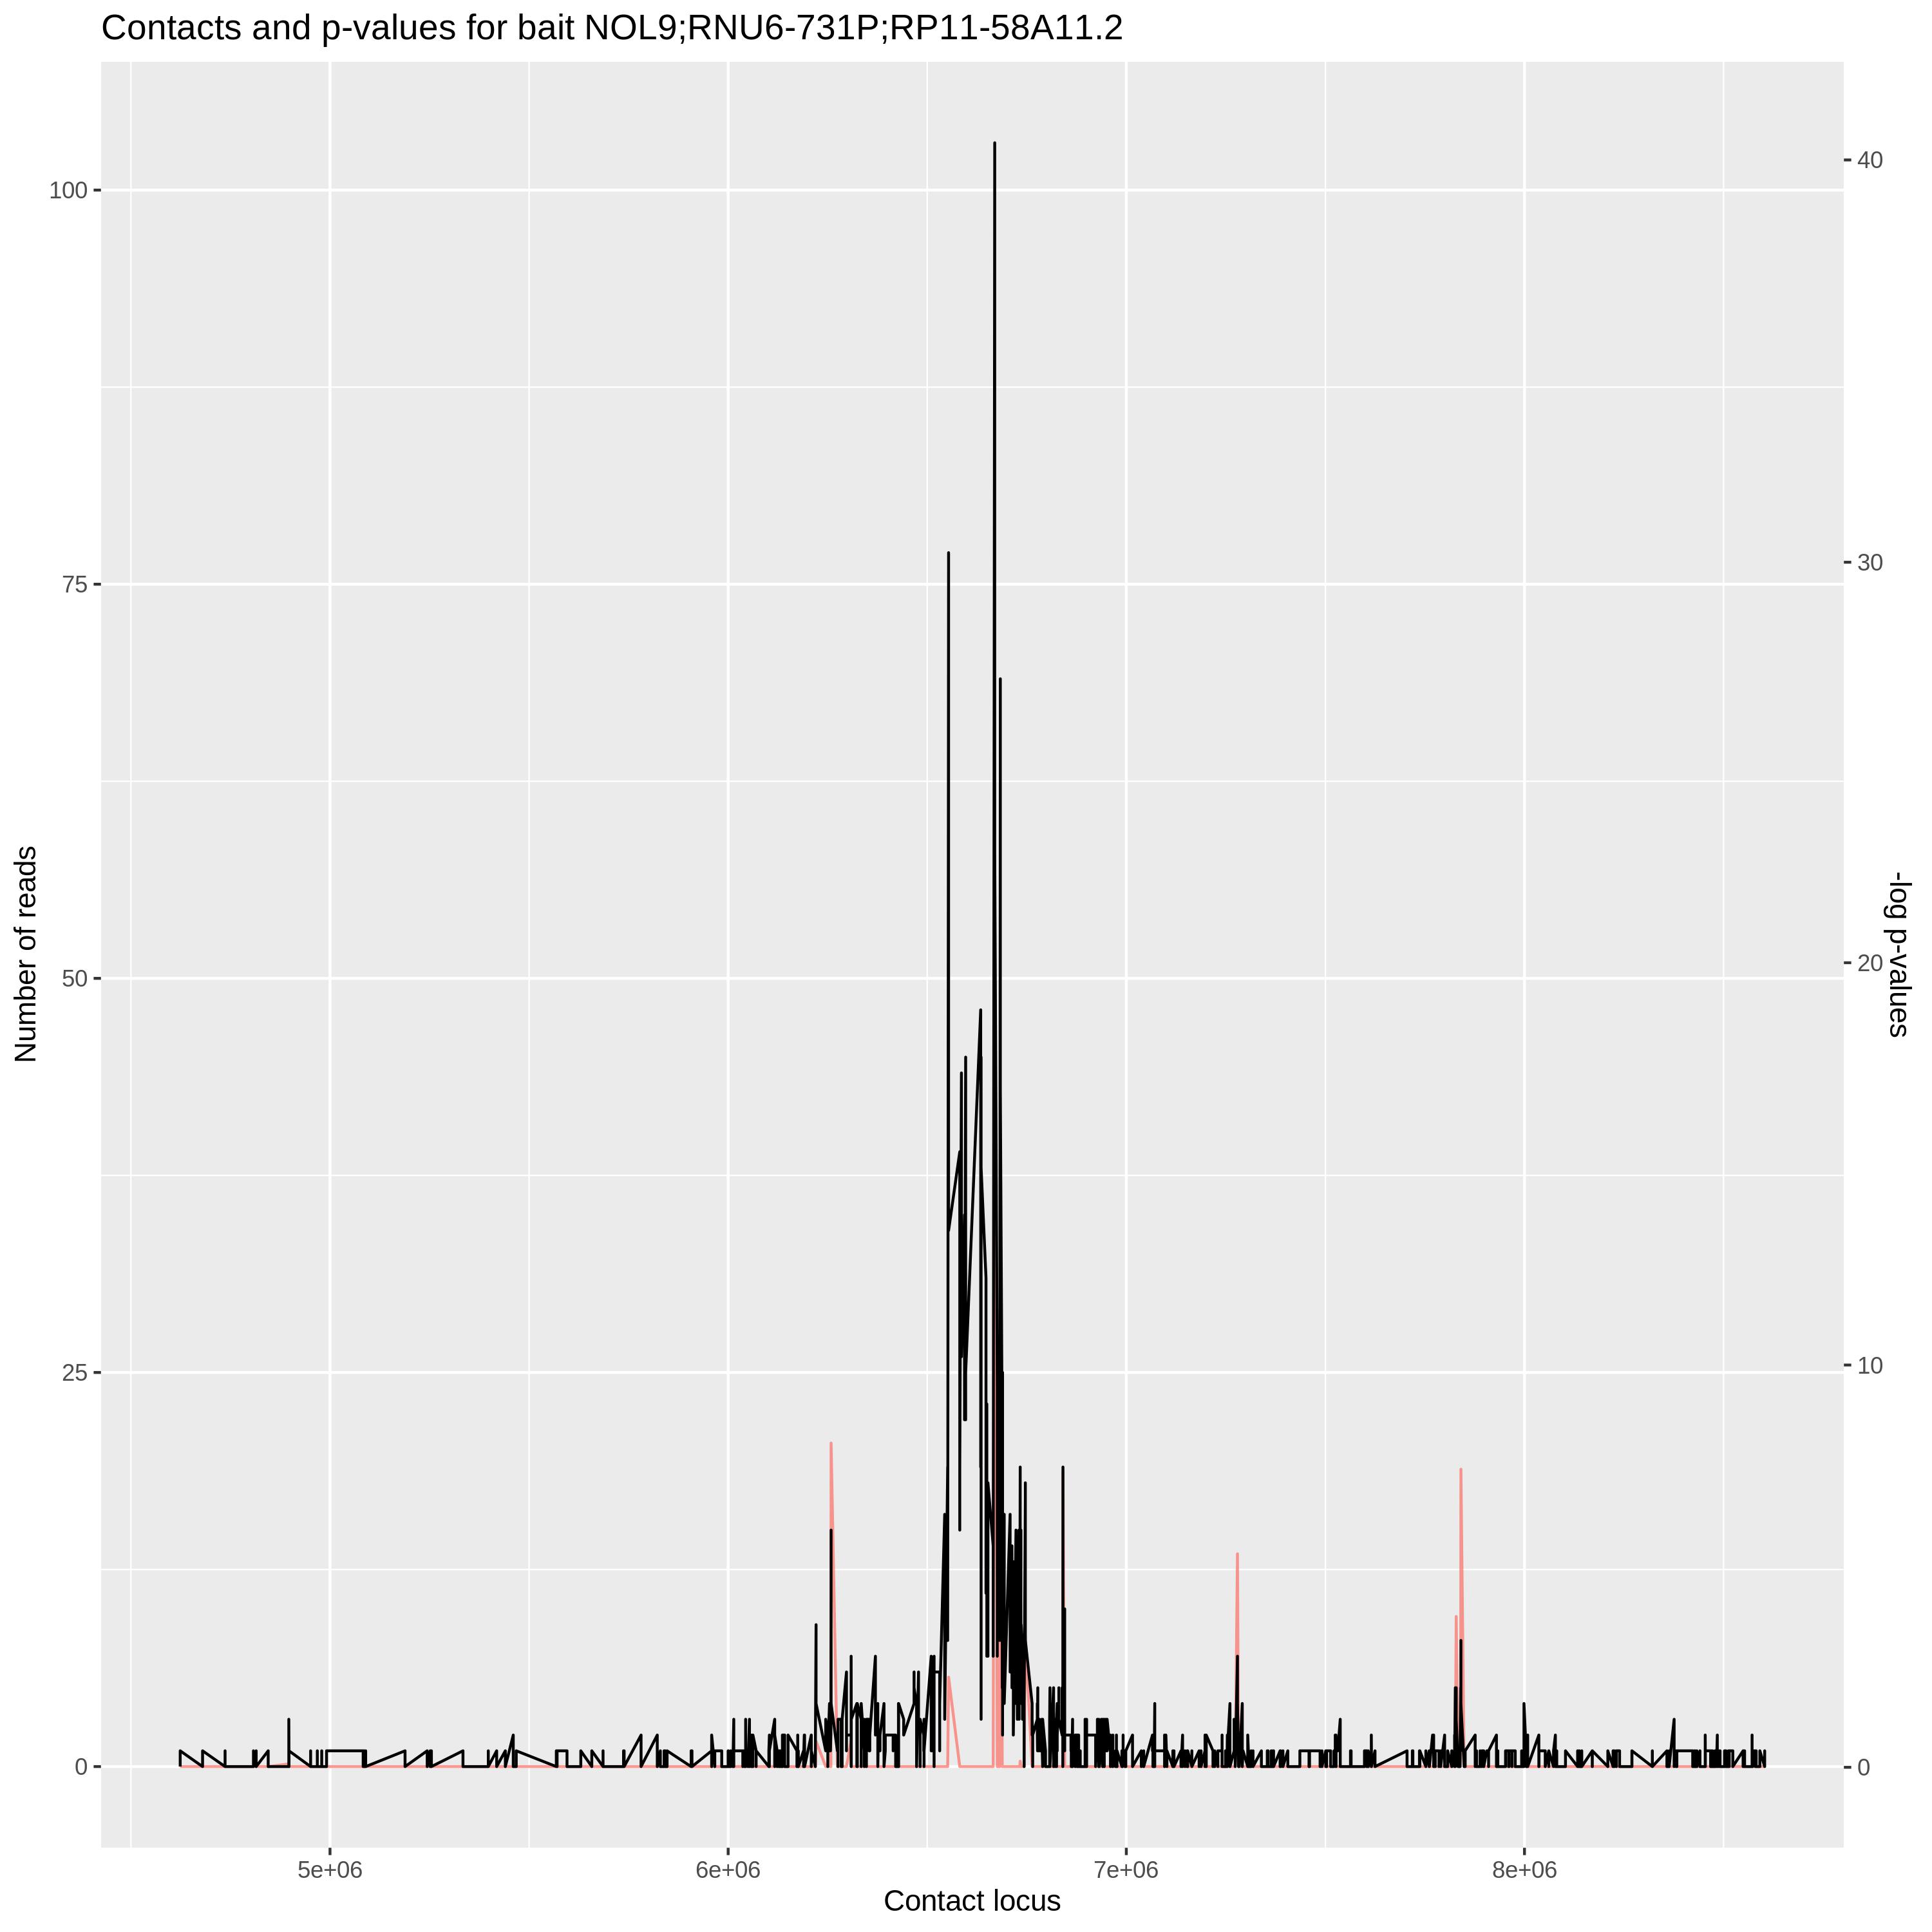 Contacts and p-values for bait NOL9;RNU6-731P;RP11-58A11.2
100
75
50
25
0
Number of reads
40
30
20
10
0
-log p-values
5e+06
6e+06
7e+06
8e+06
Contact locus